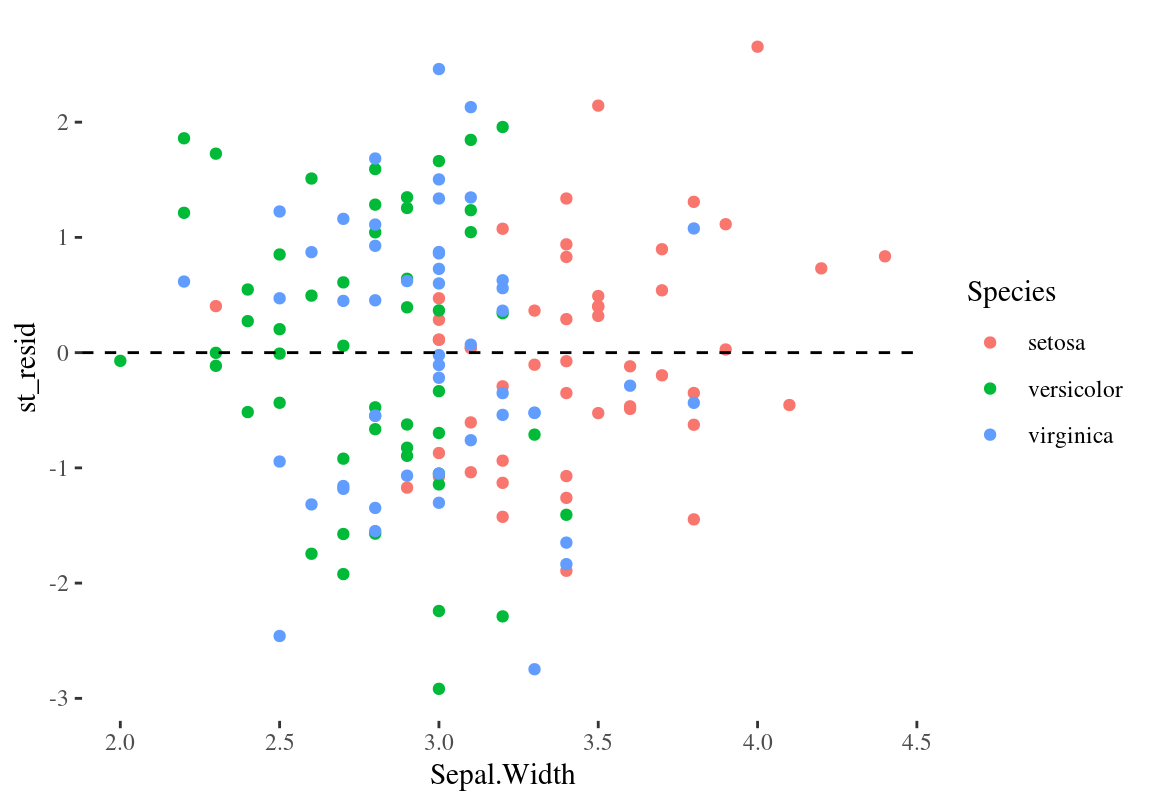 st_resid
2
1
0
-1
-2
-3
2.0 2.5 3.0 3.5 4.0 4.5
Sepal.Width
Species
setosa
versicolor
virginica